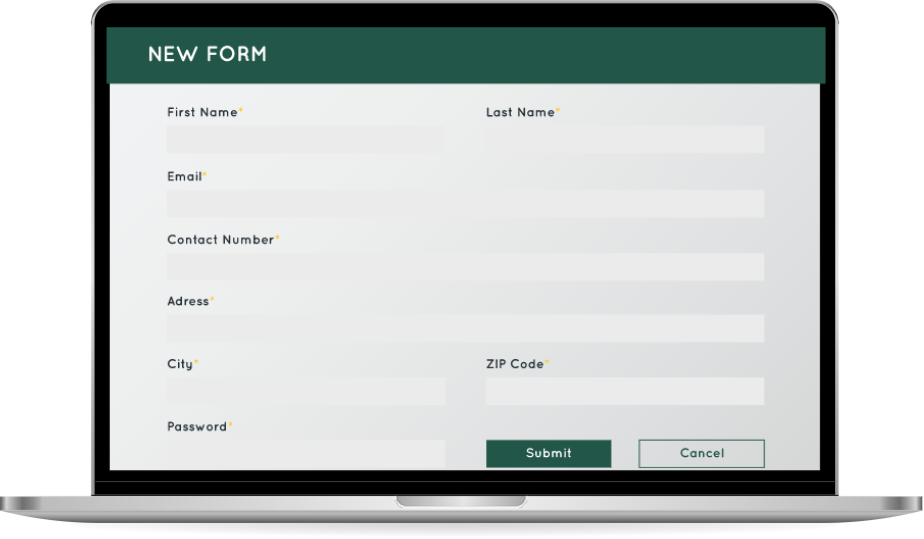 NEW FORM
First Name* Last Name*
Email*
Contact Number*
Adress*
City* ZIP Code*
Password*
Submit Cancel